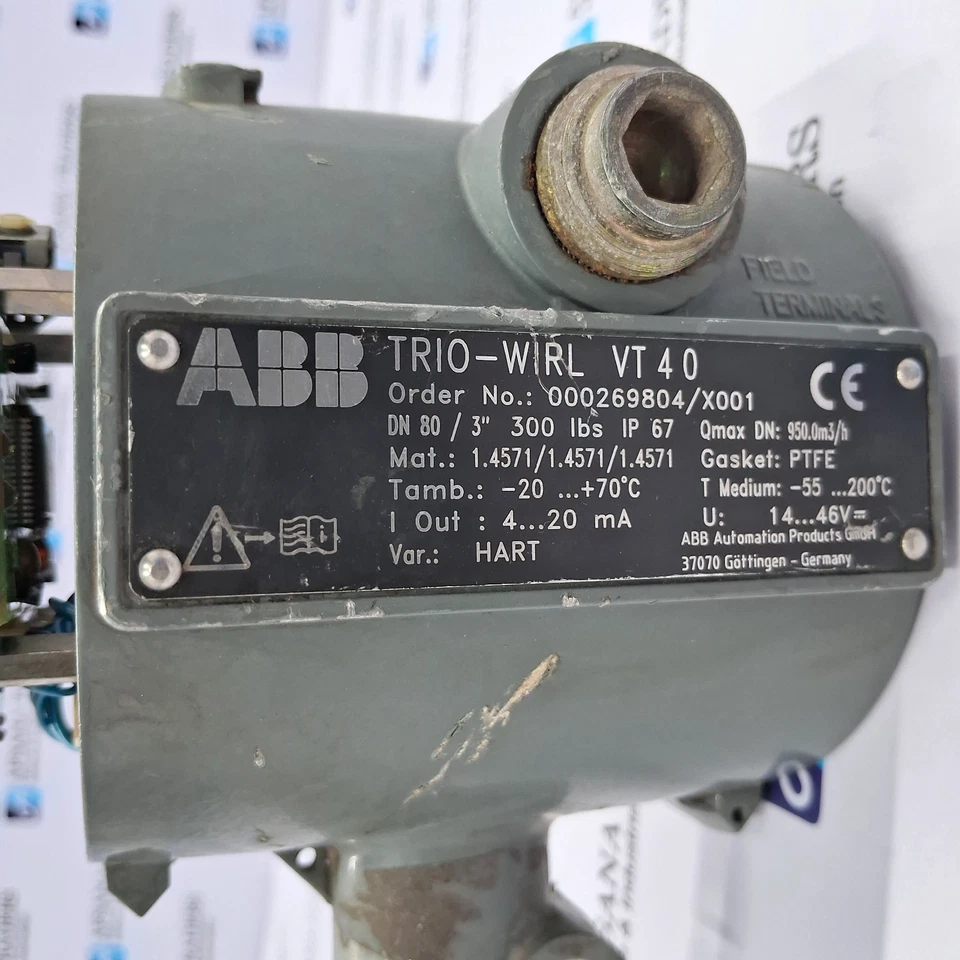 FIELD
TERMINALS
ABB
TRIO-WIRL VT 40
CE
Order No.: 000269804/X001
DN 80 / 3" 300 lbs IP 67 Qmax DN: 950.0m3/h
Mat.: 1.4571/1.4571/1.4571 Gasket: PTFE
Tamb.: -20 ...+70°C T Medium: -55 ...200°C
I Out : 4...20 mA U: 14...46V⎓
Var.: HART ABB Automation Products GmbH
37070 Göttingen - Germany